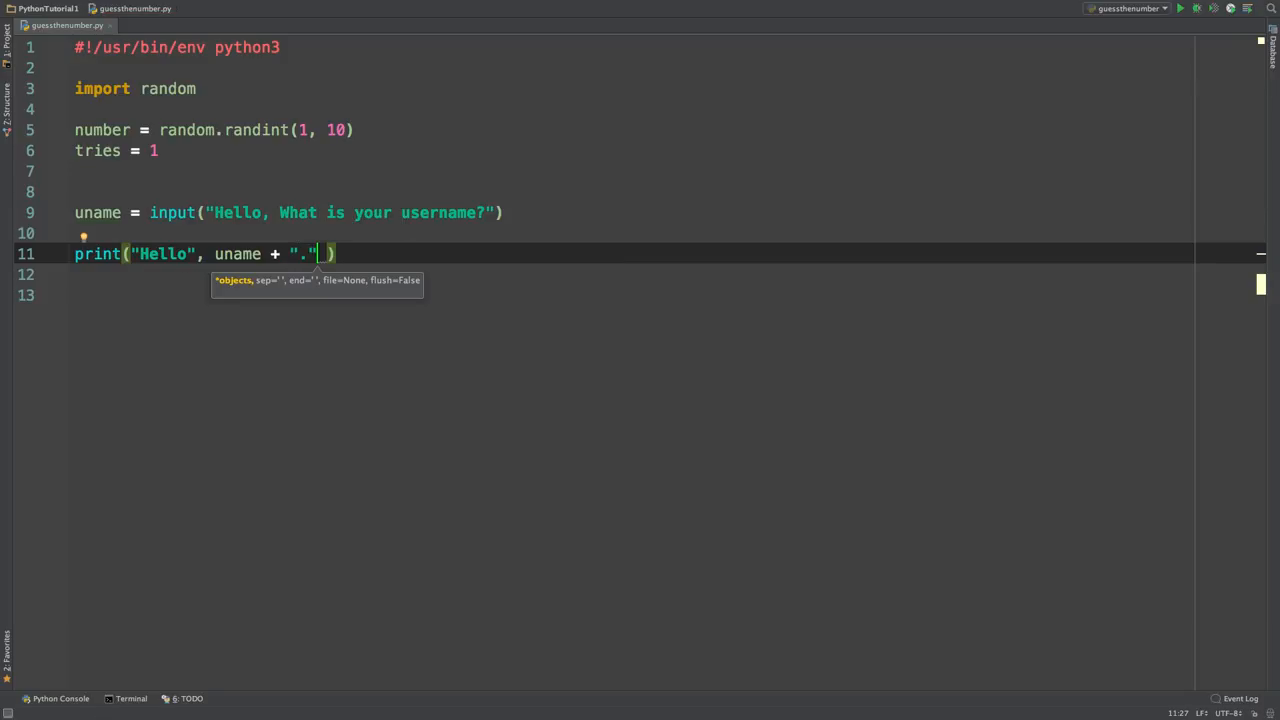 PythonTutorial1 guessthenumber.py guessthenumber
guessthenumber.py
1: Project
Z: Structure
2: Favorites
Database
1 #!/usr/bin/env python3
2
3 import random
4
5 number = random.randint(1, 10)
6 tries = 1
7
8
9 uname = input("Hello, What is your username?")
10
11 print("Hello", uname + "." )
*objects, sep=' ', end=' ', file=None, flush=False
12
13
Python Console Terminal 6: TODO Event Log
11:27 LF÷ UTF-8÷